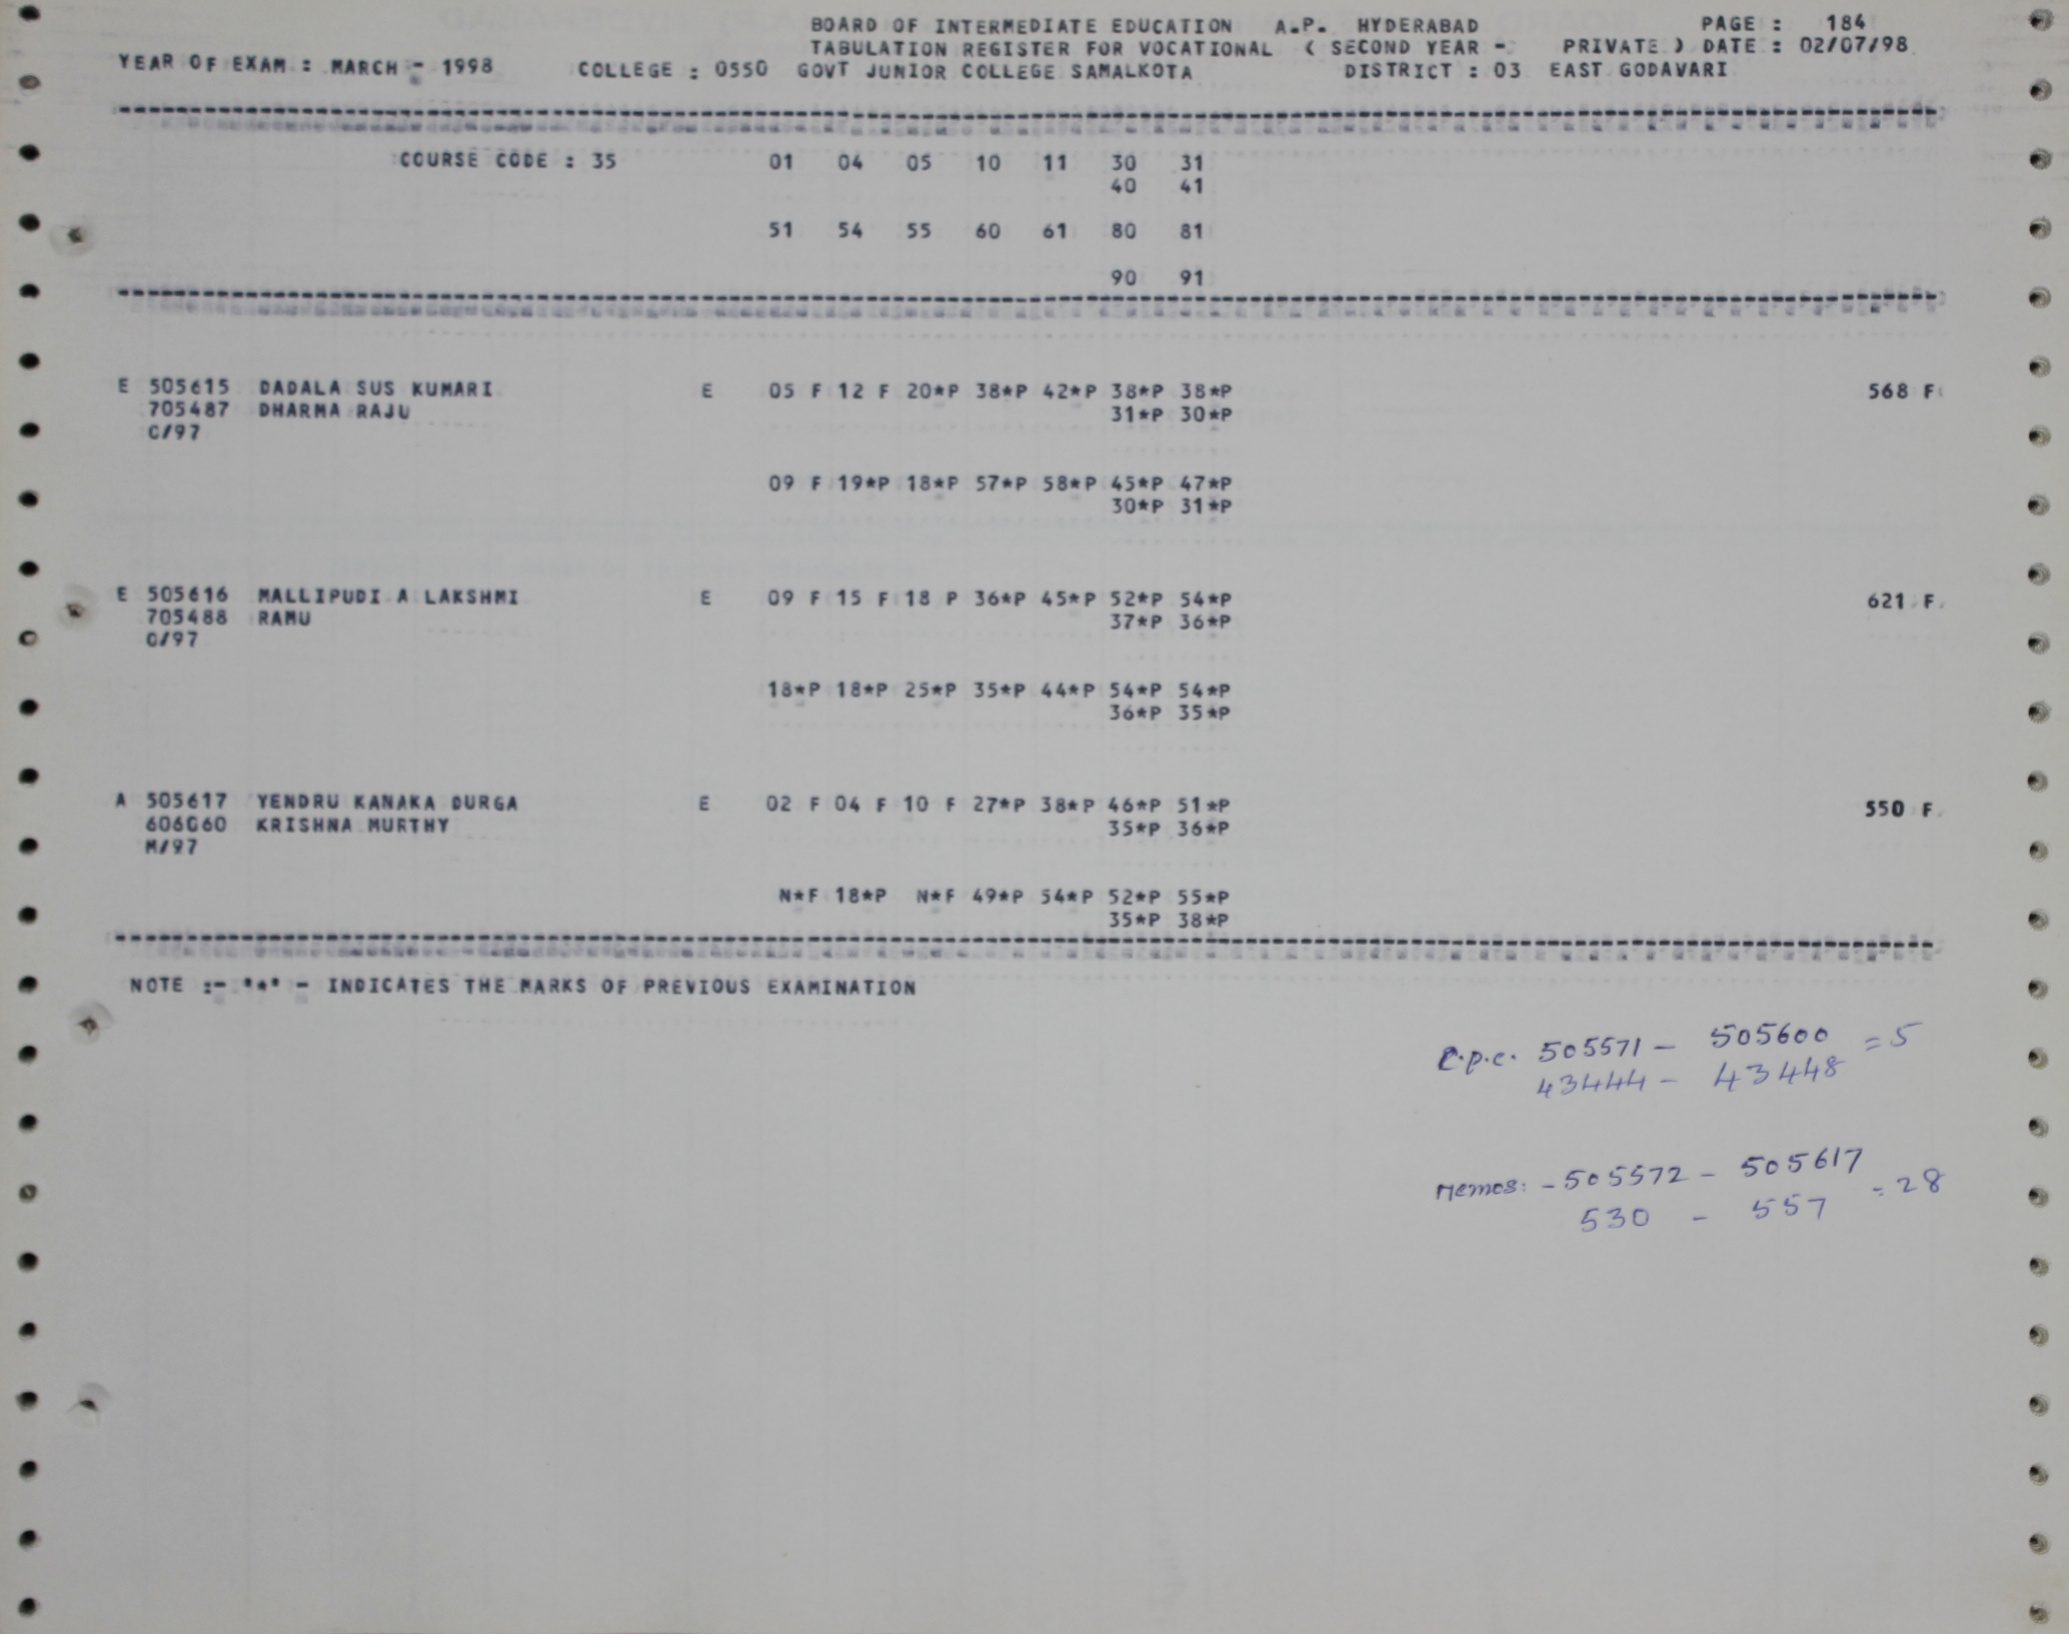 BOARD OF INTERMEDIATE EDUCATION A.P. HYDERABAD PAGE : 184
TABULATION REGISTER FOR VOCATIONAL ( SECOND YEAR - PRIVATE ) DATE : 02/07/98
YEAR OF EXAM : MARCH - 1998 COLLEGE : 0550 GOVT JUNIOR COLLEGE SAMALKOTA DISTRICT : 03 EAST GODAVARI
COURSE CODE : 35 01 04 05 10 11 30 31
40 41
51 54 55 60 61 80 81
90 91
E 505615 DADALA SUS KUMARI E 05 F 12 F 20*P 38*P 42*P 38*P 38*P 568 F
705487 DHARMA RAJU 31*P 30*P
O/97
09 F 19*P 18*P 57*P 58*P 45*P 47*P
30*P 31*P
E 505616 MALLIPUDI A LAKSHMI E 09 F 15 F 18 P 36*P 45*P 52*P 54*P 621 F
705488 RAMU 37*P 36*P
O/97
18*P 18*P 25*P 35*P 44*P 54*P 54*P
36*P 35*P
A 505617 YENDRU KANAKA DURGA E 02 F 04 F 10 F 27*P 38*P 46*P 51*P 550 F
606060 KRISHNA MURTHY 35*P 36*P
M/97
N*F 18*P N*F 49*P 54*P 52*P 55*P
35*P 38*P
NOTE :- '*' - INDICATES THE MARKS OF PREVIOUS EXAMINATION
C.p.c. 505571 - 505600 = 5
43444 - 43448
Memos: - 505572 - 505617 = 28
530 - 557